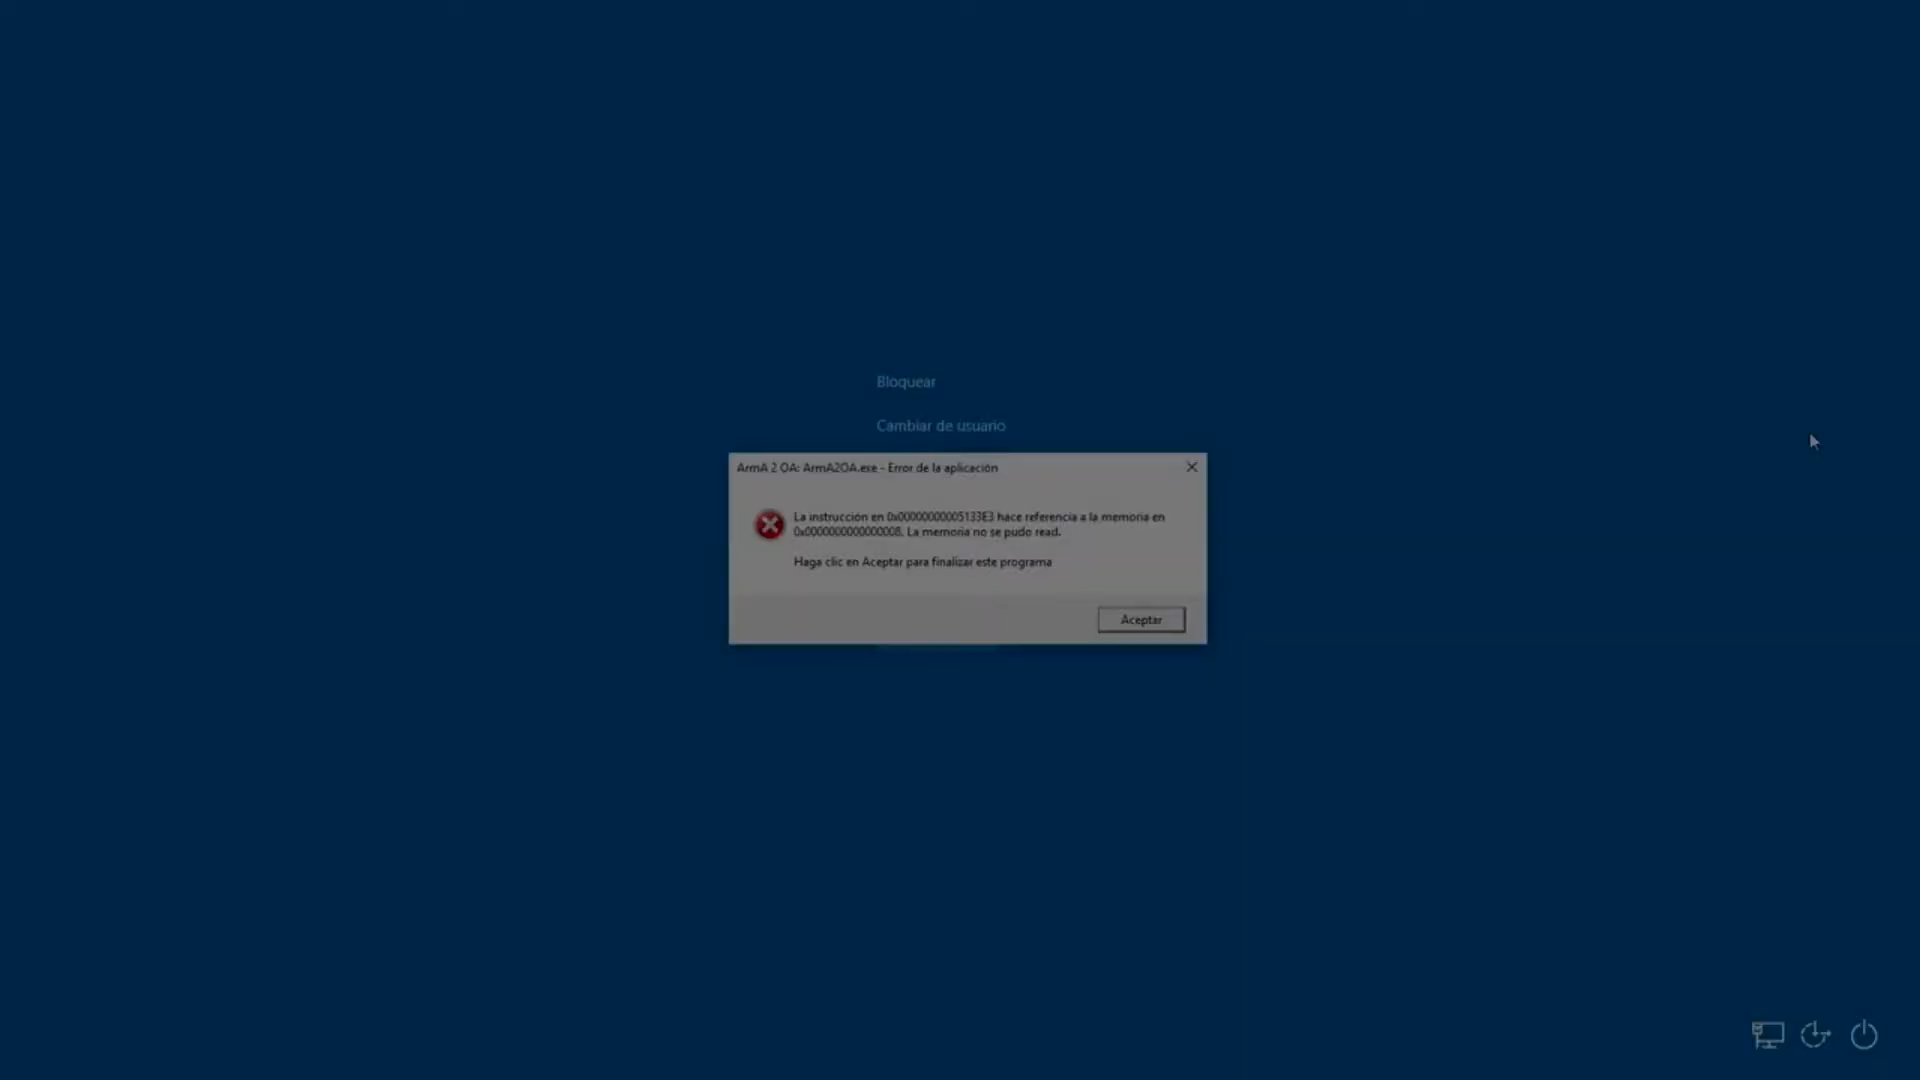 Bloquear
Cambiar de usuario
ArmA 2 OA: ArmA2OA.exe - Error de la aplicación
La instrucción en 0x00000000005133E3 hace referencia a la memoria en
0x0000000000000008. La memoria no se pudo read.
Haga clic en Aceptar para finalizar este programa
Aceptar